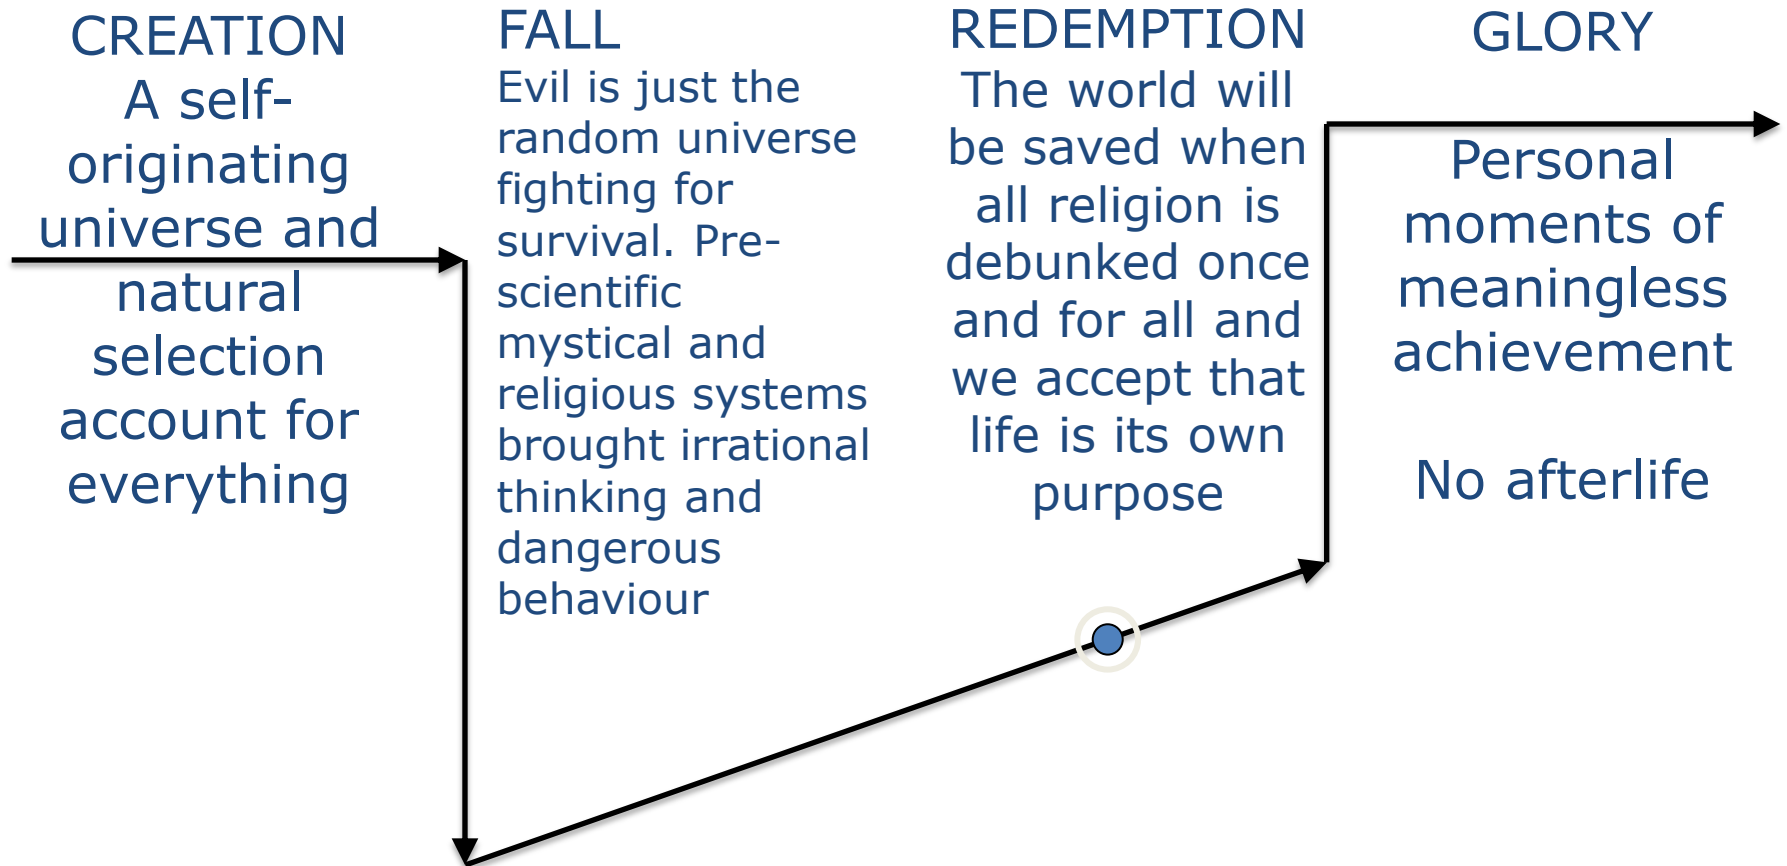 CREATION
A self-
originating
universe and
natural
selection
account for
everything
FALL
Evil is just the
random universe
fighting for
survival. Pre-
scientific
mystical and
religious systems
brought irrational
thinking and
dangerous
behaviour
REDEMPTION
The world will
be saved when
all religion is
debunked once
and for all and
we accept that
life is its own
purpose
GLORY
Personal
moments of
meaningless
achievement
No afterlife